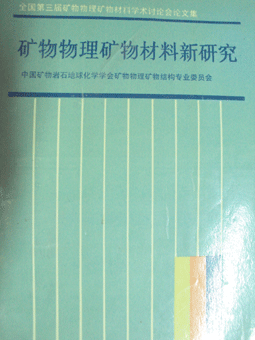 全国第三届矿物物理矿物材料学术讨论会论文集
矿物物理矿物材料新研究
中国矿物岩石地球化学学会矿物物理矿物结构专业委员会